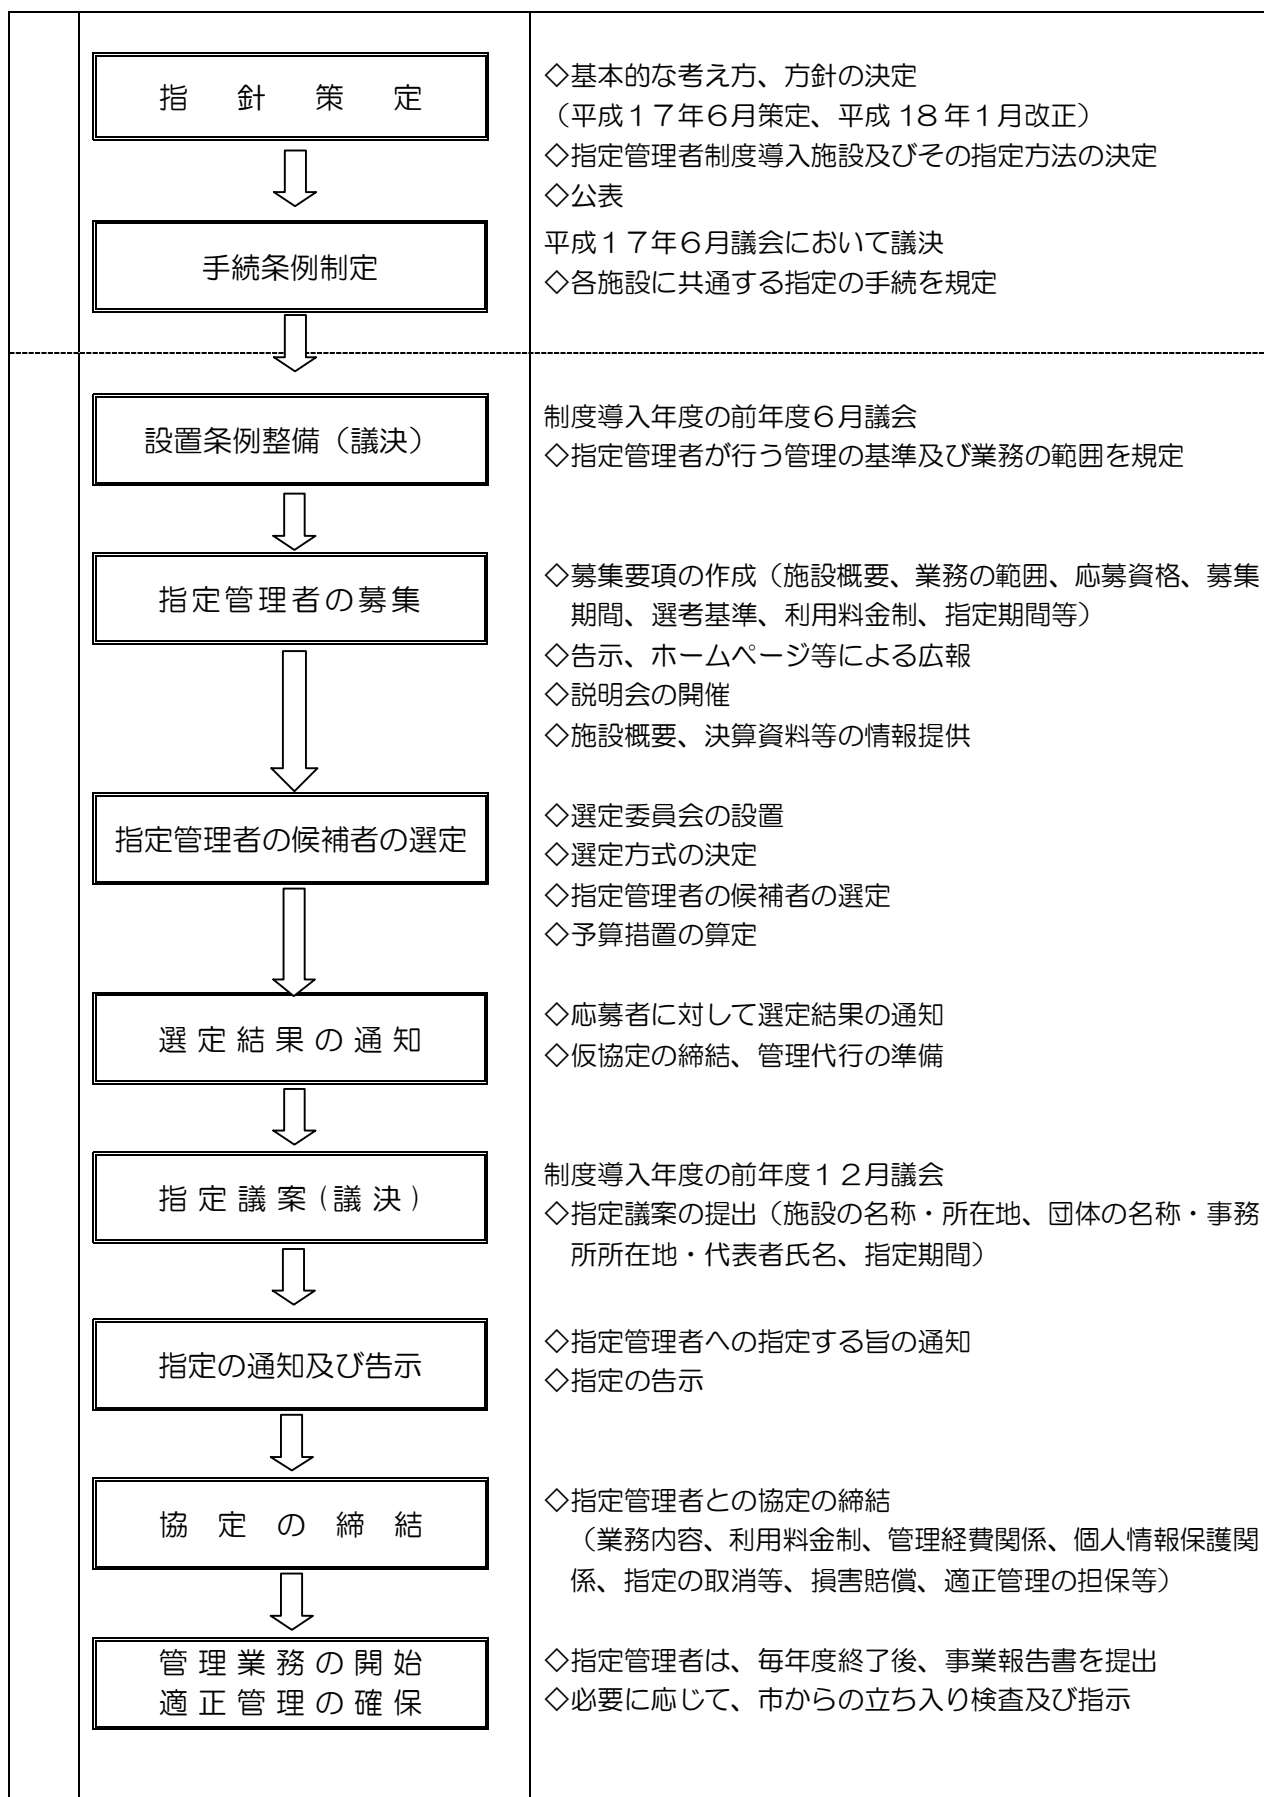 指針策定
◇基本的な考え方、方針の決定
（平成１７年６月策定、平成 18 年１月改正）
◇指定管理者制度導入施設及びその指定方法の決定
◇公表
手続条例制定
平成１７年６月議会において議決
◇各施設に共通する指定の手続を規定
設置条例整備（議決）
制度導入年度の前年度６月議会
◇指定管理者が行う管理の基準及び業務の範囲を規定
指定管理者の募集
◇募集要項の作成（施設概要、業務の範囲、応募資格、募集
期間、選考基準、利用料金制、指定期間等）
◇告示、ホームページ等による広報
◇説明会の開催
◇施設概要、決算資料等の情報提供
指定管理者の候補者の選定
◇選定委員会の設置
◇選定方式の決定
◇指定管理者の候補者の選定
◇予算措置の算定
選定結果の通知
◇応募者に対して選定結果の通知
◇仮協定の締結、管理代行の準備
指定議案(議決)
制度導入年度の前年度１２月議会
◇指定議案の提出（施設の名称・所在地、団体の名称・事務
所所在地・代表者氏名、指定期間）
指定の通知及び告示
◇指定管理者への指定する旨の通知
◇指定の告示
協定の締結
◇指定管理者との協定の締結
（業務内容、利用料金制、管理経費関係、個人情報保護関
係、指定の取消等、損害賠償、適正管理の担保等）
管理業務の開始
適正管理の確保
◇指定管理者は、毎年度終了後、事業報告書を提出
◇必要に応じて、市からの立ち入り検査及び指示